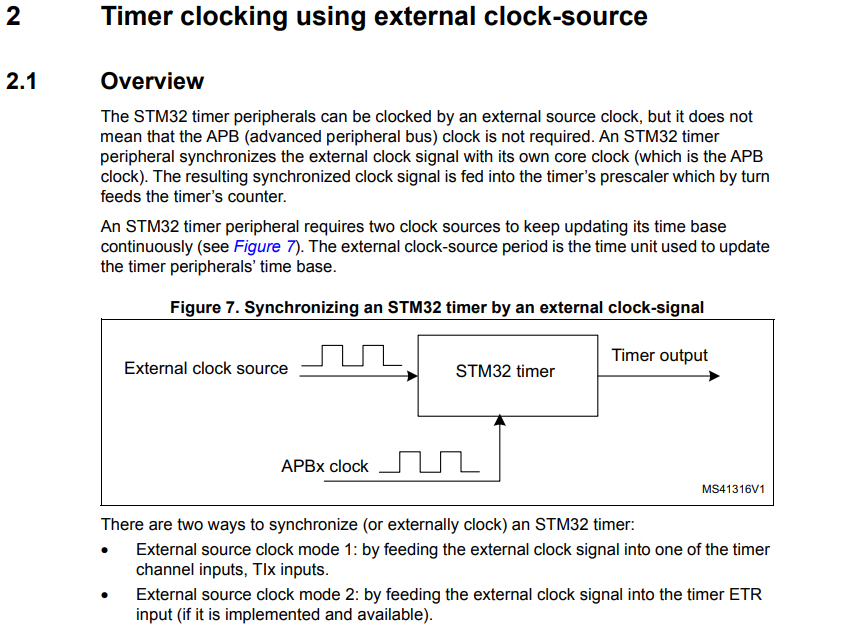 2 Timer clocking using external clock-source
2.1 Overview
The STM32 timer peripherals can be clocked by an external source clock, but it does not
mean that the APB (advanced peripheral bus) clock is not required. An STM32 timer
peripheral synchronizes the external clock signal with its own core clock (which is the APB
clock). The resulting synchronized clock signal is fed into the timer's prescaler which by turn
feeds the timer's counter.
An STM32 timer peripheral requires two clock sources to keep updating its time base
continuously (see Figure 7). The external clock-source period is the time unit used to update
the timer peripherals' time base.
Figure 7. Synchronizing an STM32 timer by an external clock-signal
External clock source
STM32 timer
Timer output
APBx clock
MS41316V1
There are two ways to synchronize (or externally clock) an STM32 timer:
• External source clock mode 1: by feeding the external clock signal into one of the timer
channel inputs, TIx inputs.
• External source clock mode 2: by feeding the external clock signal into the timer ETR
input (if it is implemented and available).